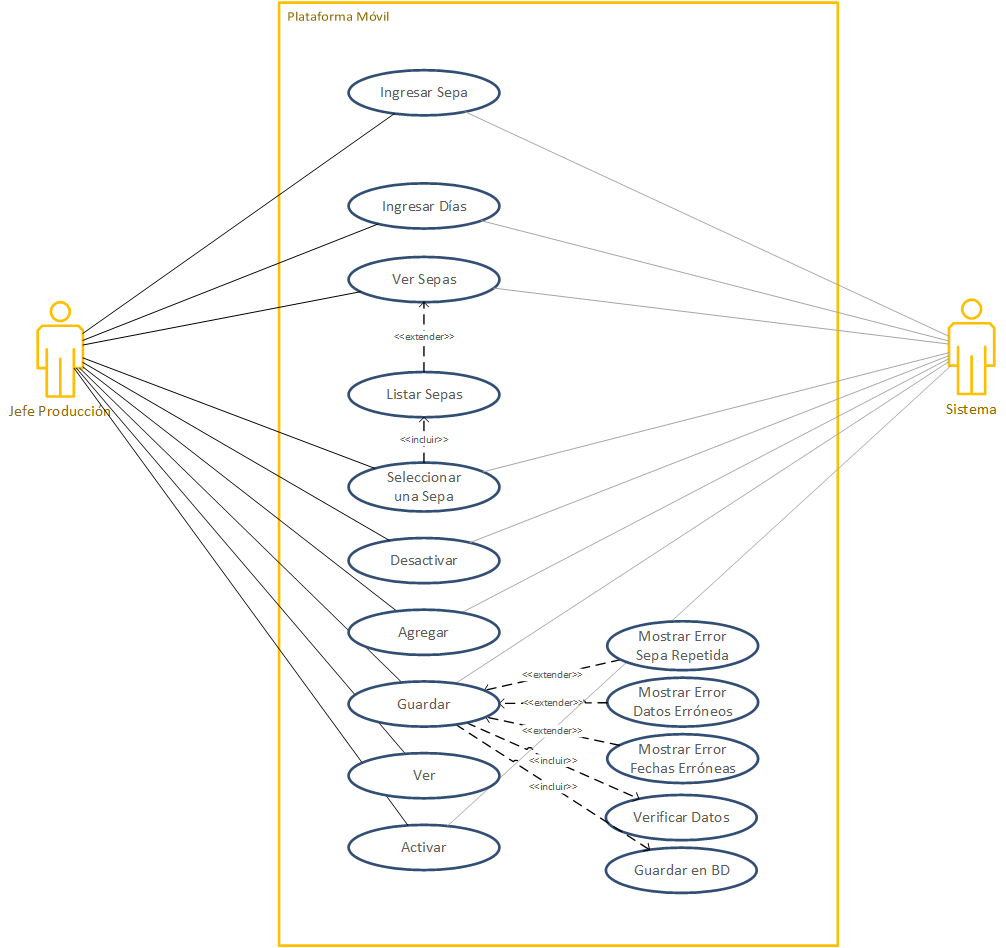 Plataforma Móvil
Ingresar Sepa
Ingresar Días
Ver Sepas
<<extender>>
Jefe Producción
Sistema
Listar Sepas
<<incluir>>
Seleccionar
una Sepa
Desactivar
Agregar
Mostrar Error
Sepa Repetida
<<extender>>
Guardar
<<extender>>
Mostrar Error
Datos Erróneos
<<extender>>
Mostrar Error
Fechas Erróneas
<<incluir>>
Ver
<<incluir>>
Verificar Datos
Activar
Guardar en BD